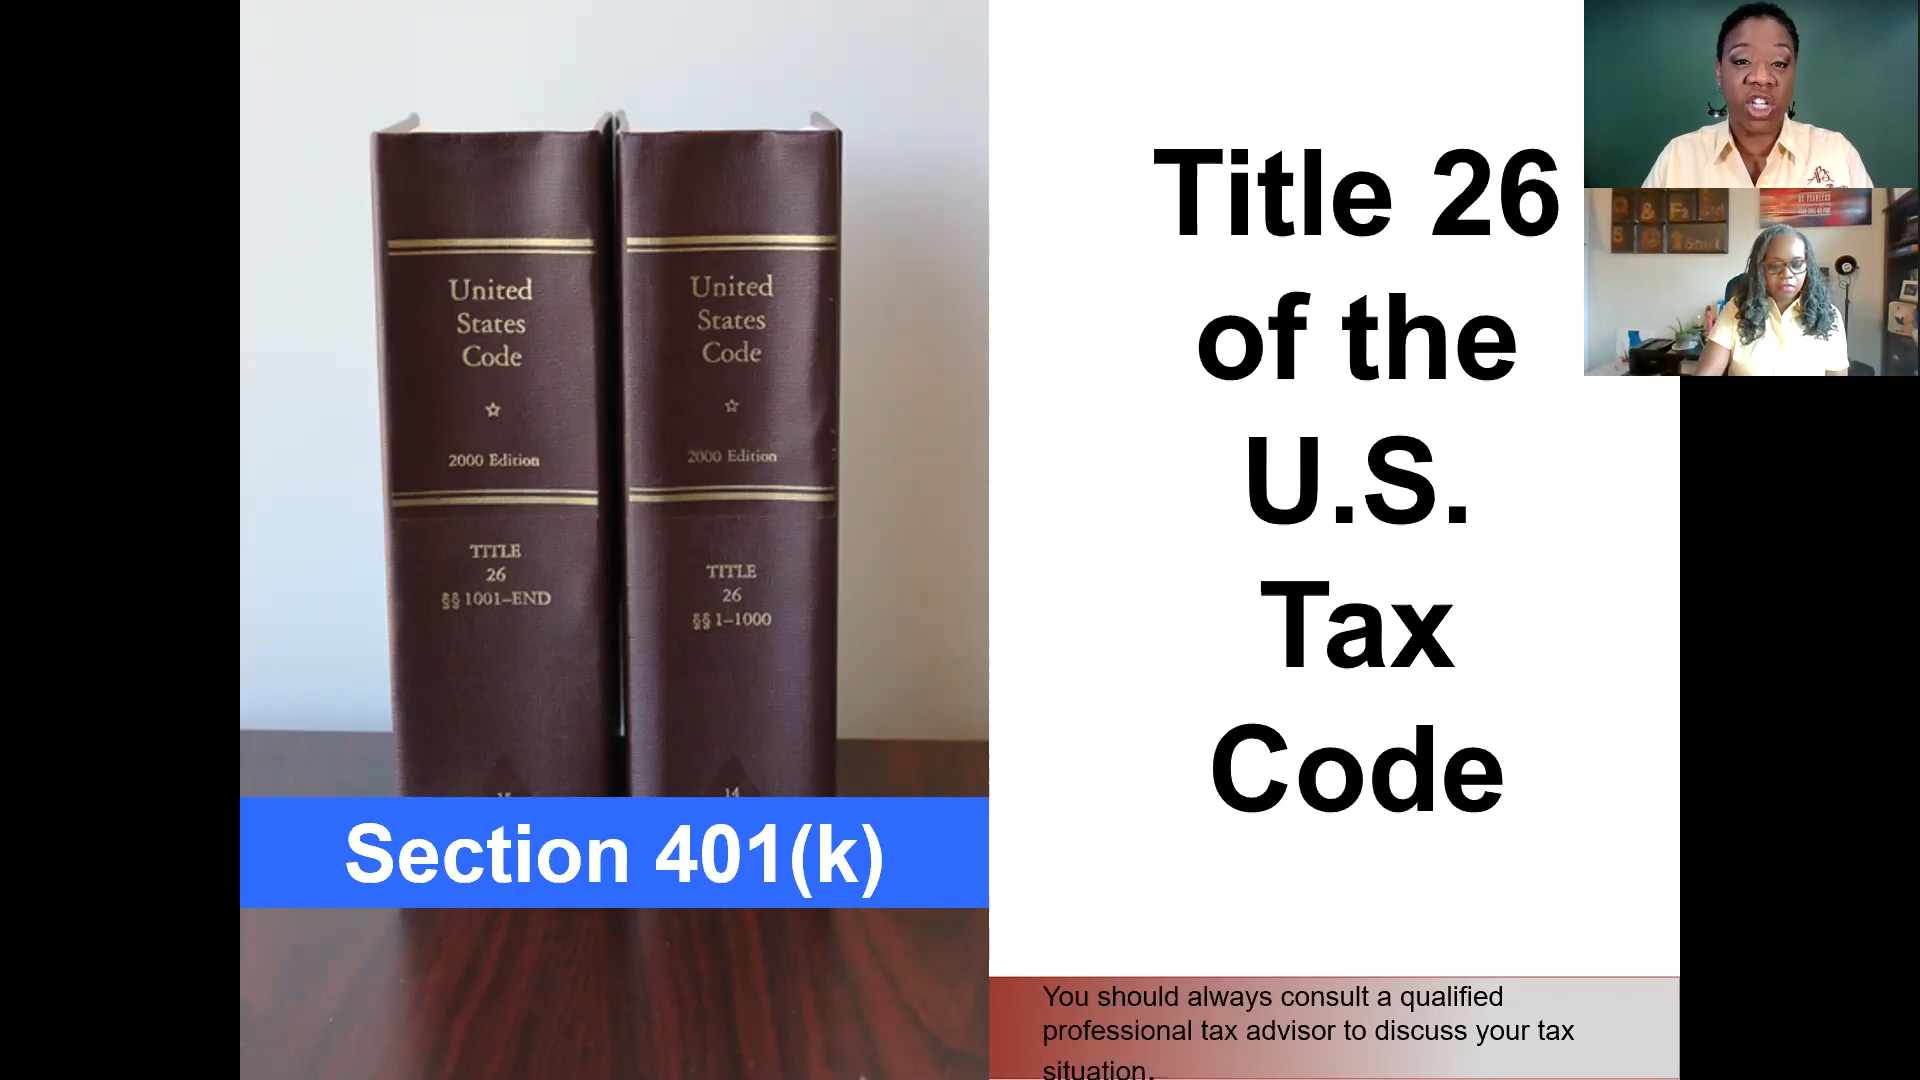 United
States
Code
2000 Edition
TITLE
26
§§ 1001–END
United
States
Code
2000 Edition
TITLE
26
§§ 1–1000
14
Section 401(k)
Title 26
of the
U.S.
Tax
Code
You should always consult a qualified
professional tax advisor to discuss your tax
situation.
BE FEARLESS